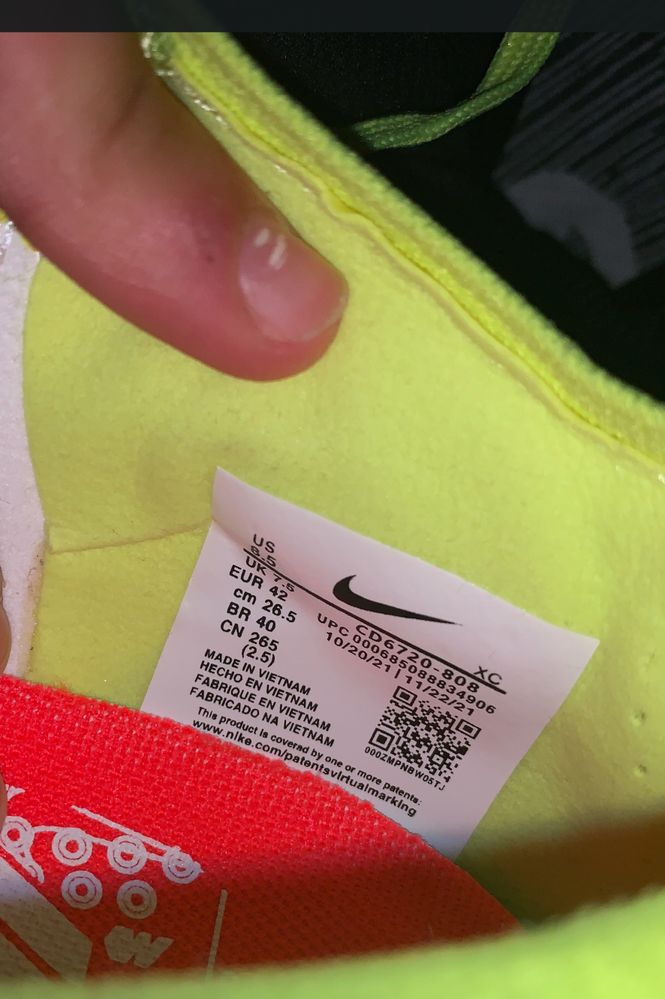 US
8.5
UK 7.5
EUR 42
cm 26.5
BR 40
CN 265
(2.5)
CD6720-808
XC
UPC 000685088834906
10/20/21 | 11/22/21
MADE IN VIETNAM
HECHO EN VIETNAM
FABRIQUE EN VIETNAM
FABRICADO NA VIETNAM
000ZMPNBW05TJ
This product is covered by one or more patents:
www.nike.com/patentsvirtualmarking